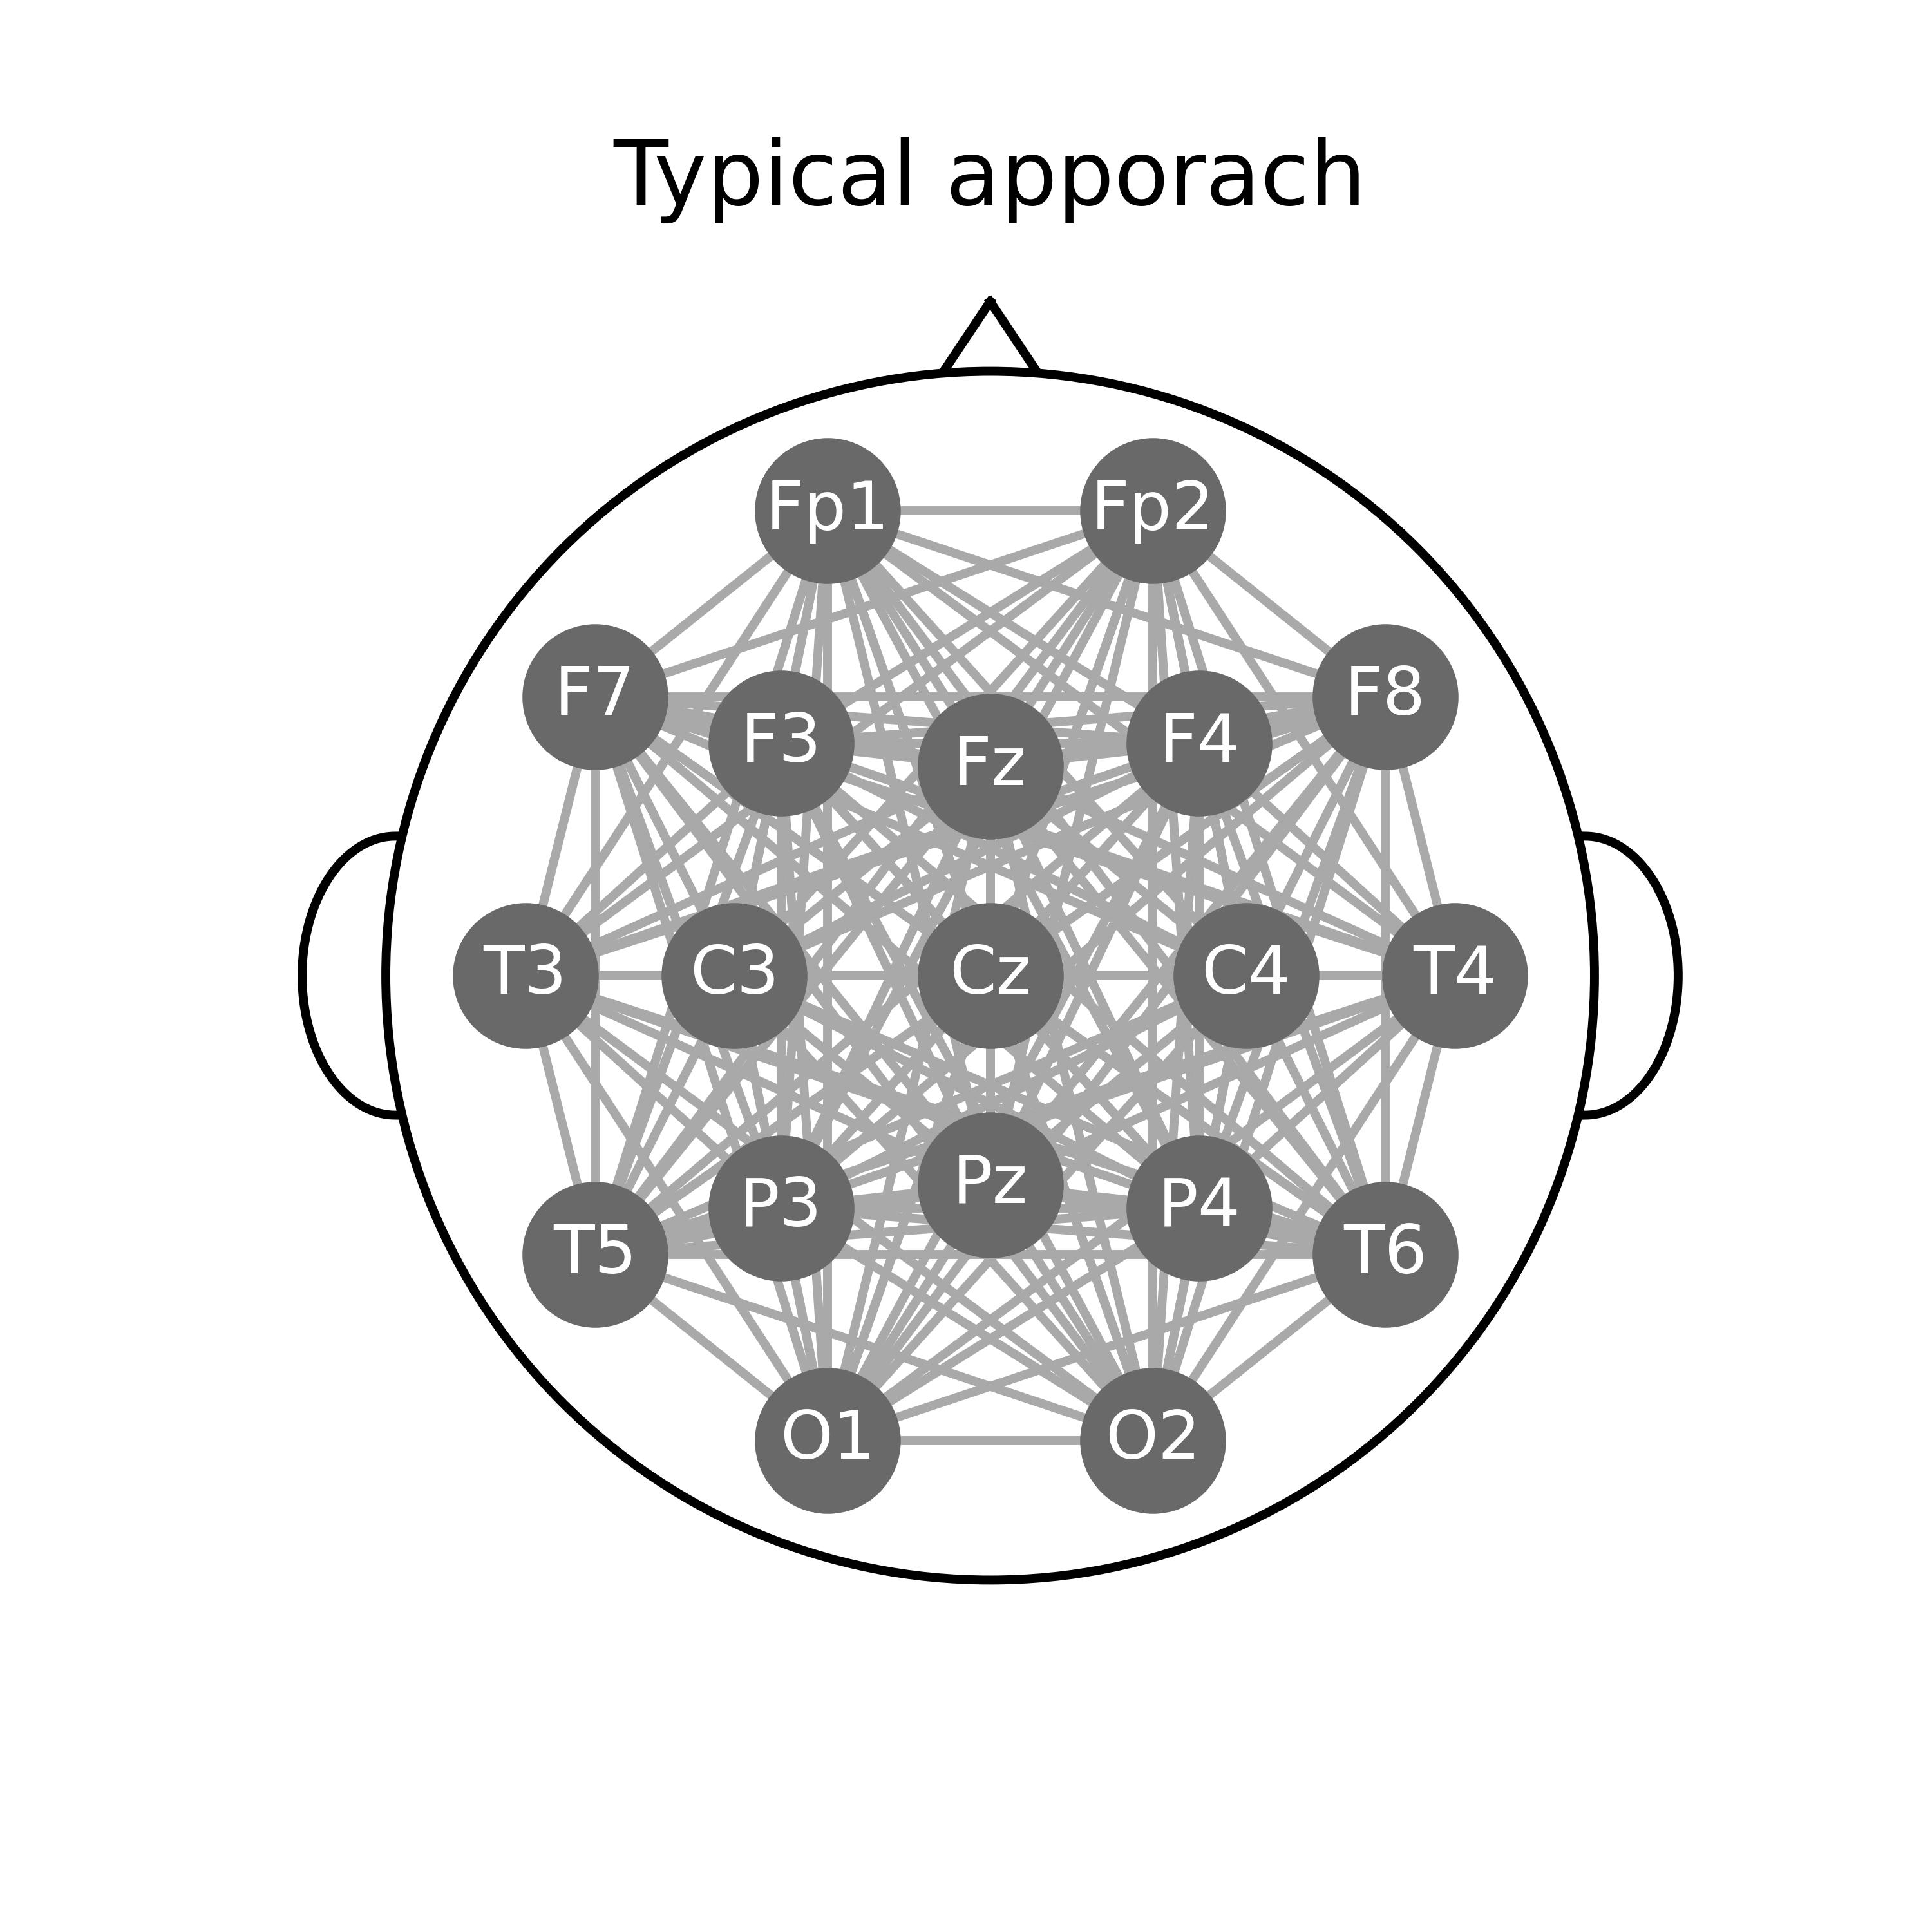 Typical apporach
Fp1 Fp2
F7 F8
F3 F4
Fz
T3 C3 Cz C4 T4
Pz
P3 P4
T5 T6
O1 O2